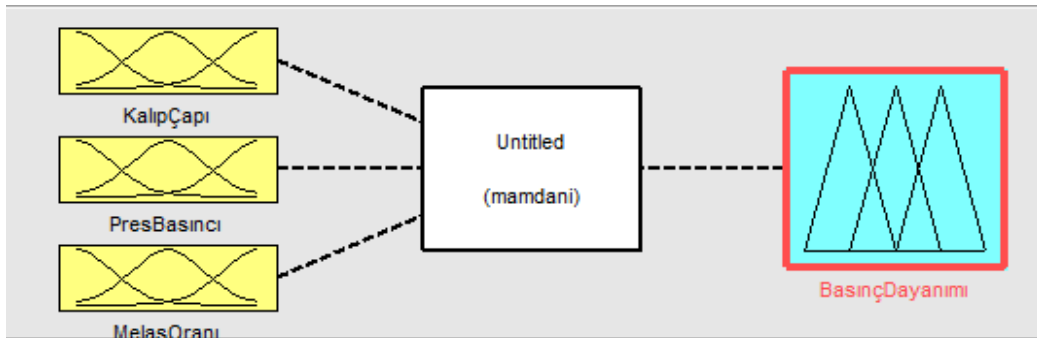 KalıpÇapı
PresBasıncı
MelasOranı
Untitled
(mamdani)
BasınçDayanımı